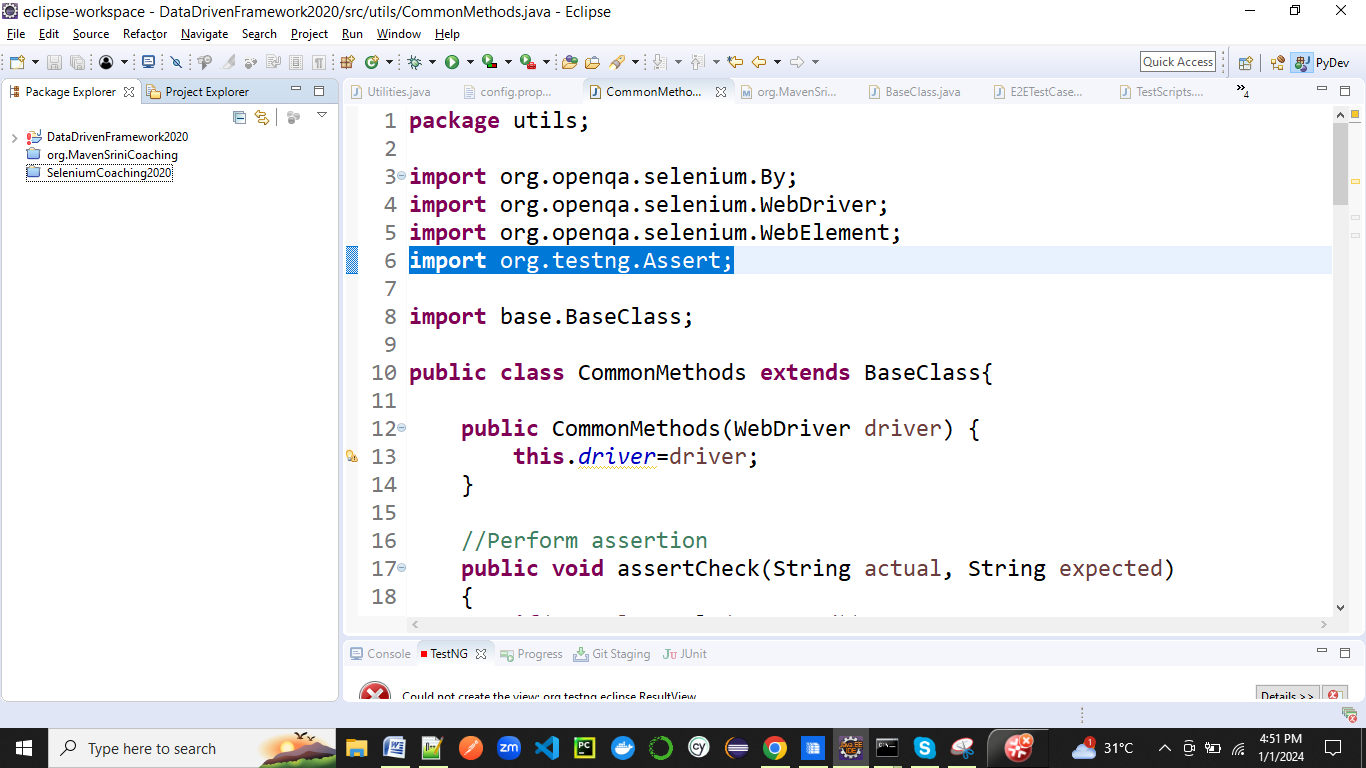 eclipse-workspace - DataDrivenFramework2020/src/utils/CommonMethods.java - Eclipse
File Edit Source Refactor Navigate Search Project Run Window Help
Quick Access
PyDev
Package Explorer Project Explorer
DataDrivenFramework2020
org.MavenSriniCoaching
SeleniumCoaching2020
Utilities.java config.prop... CommonMetho... org.MavenSri... BaseClass.java E2ETestCase... TestScripts.... »4
1 package utils;
2
3 import org.openqa.selenium.By;
4 import org.openqa.selenium.WebDriver;
5 import org.openqa.selenium.WebElement;
6 import org.testng.Assert;
7
8 import base.BaseClass;
9
10 public class CommonMethods extends BaseClass{
11
12 public CommonMethods(WebDriver driver) {
13 this.driver=driver;
14 }
15
16 //Perform assertion
17 public void assertCheck(String actual, String expected)
18 {
Console TestNG Progress Git Staging JUnit
Could not create the view: org.testng.eclipse.ResultView
Details >>
Type here to search
31°C
4:51 PM
1/1/2024